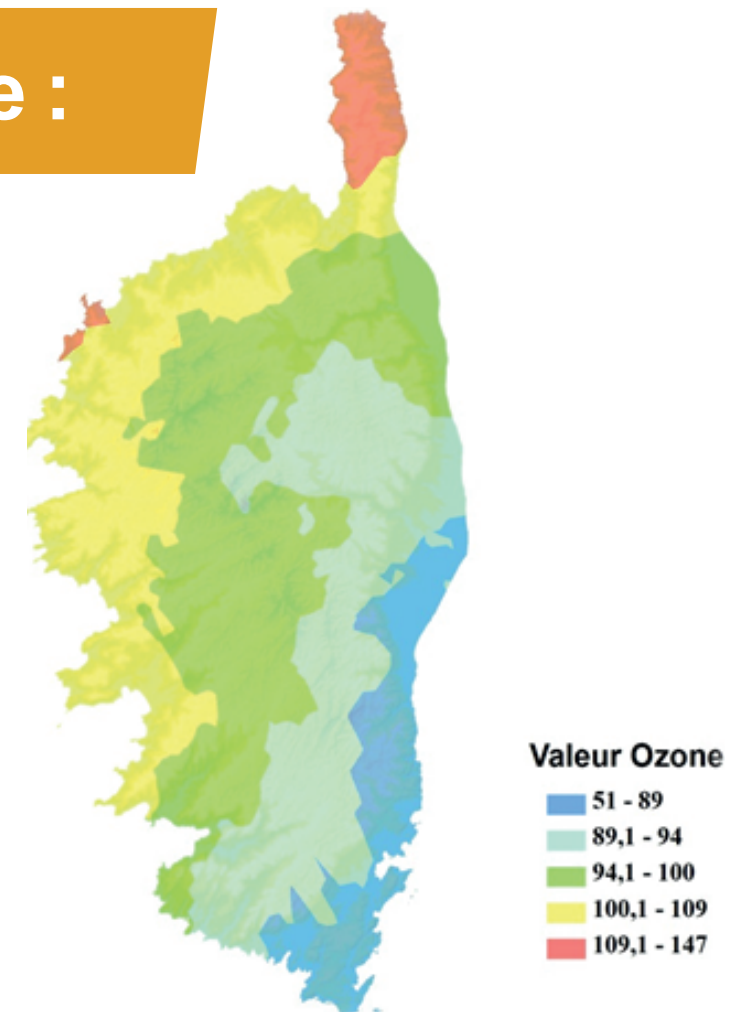 e :
Valeur Ozone
51 - 89
89,1 - 94
94,1 - 100
100,1 - 109
109,1 - 147